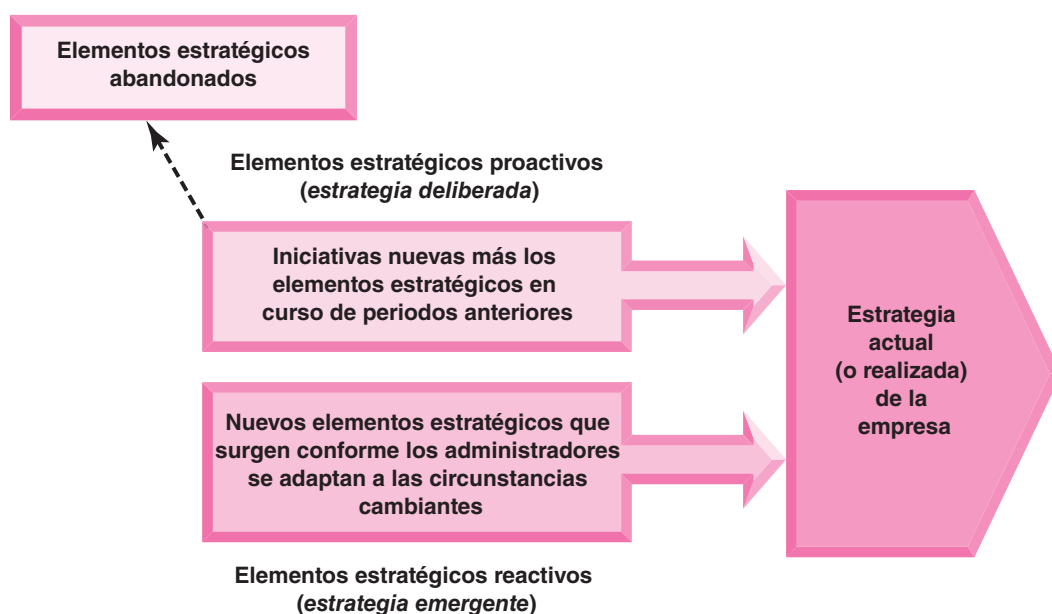 Elementos estratégicos
abandonados
Elementos estratégicos proactivos
(estrategia deliberada)
Iniciativas nuevas más los
elementos estratégicos en
curso de periodos anteriores
Estrategia
actual
(o realizada)
de la
empresa
Nuevos elementos estratégicos que
surgen conforme los administradores
se adaptan a las circunstancias
cambiantes
Elementos estratégicos reactivos
(estrategia emergente)